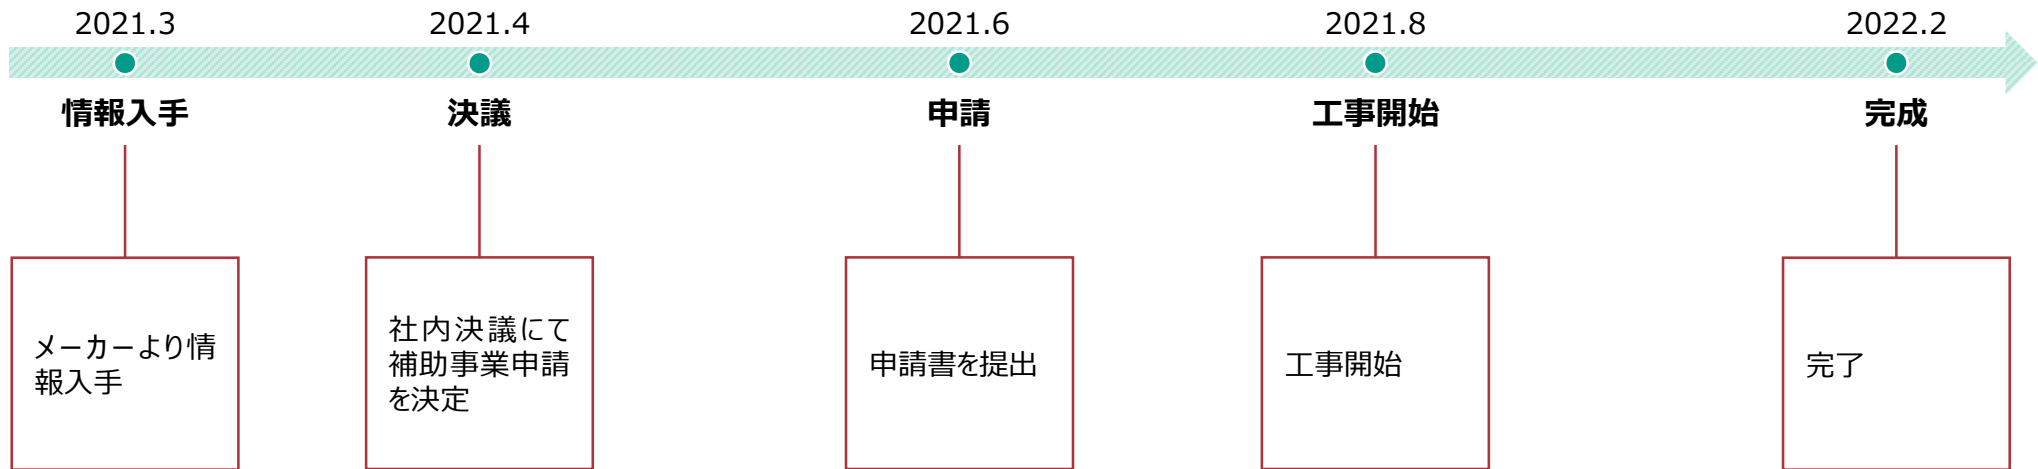 2021.3
2021.4
2021.6
2021.8
2022.2
情報入手
決議
申請
工事開始
完成
メーカーより情
報入手
社内決議にて
補助事業申請
を決定
申請書を提出
工事開始
完了